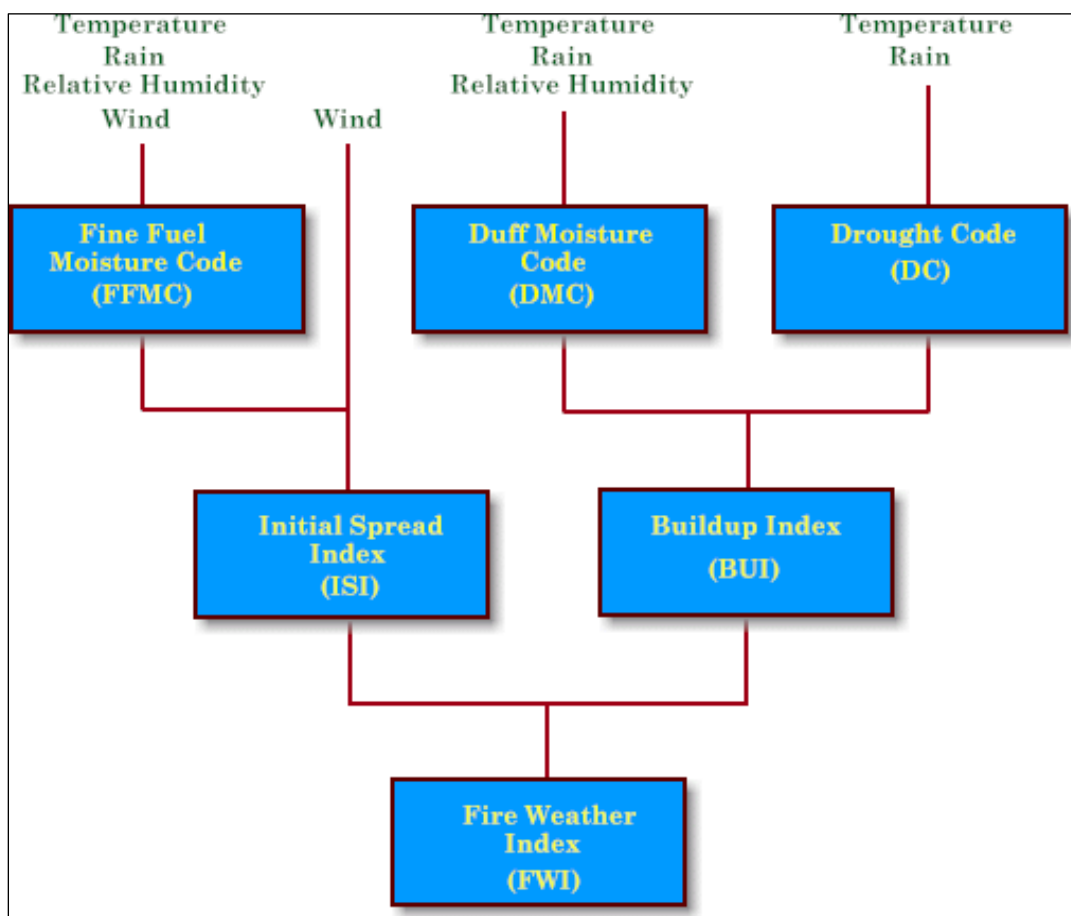 Temperature
Rain
Relative Humidity
Wind
Wind
Temperature
Rain
Relative Humidity
Temperature
Rain
Fine Fuel
Moisture Code
(FFMC)
Duff Moisture
Code
(DMC)
Drought Code
(DC)
Initial Spread
Index
(ISI)
Buildup Index
(BUI)
Fire Weather
Index
(FWI)